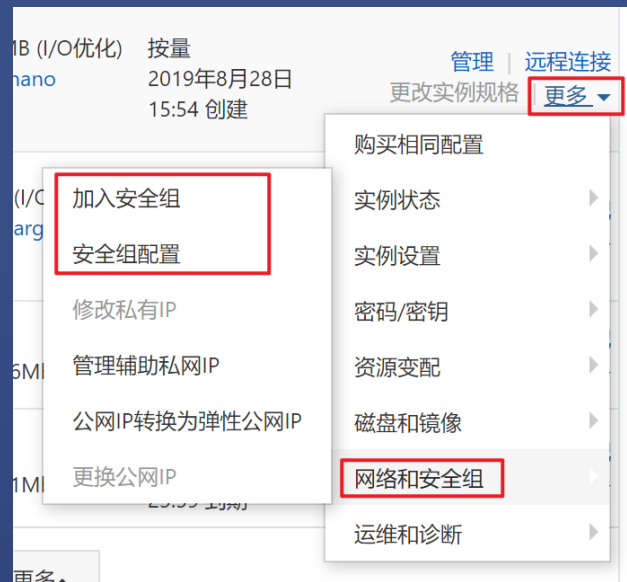 1B (I/O优化) 按量 管理 | 远程连接
nano 2019年8月28日 更改实例规格 | 更多
15:54 创建
购买相同配置
(I/O 加入安全组 实例状态
arg 安全组配置 实例设置
修改私有IP 密码/密钥
6M 管理辅助私网IP 资源变配
公网IP转换为弹性公网IP 磁盘和镜像
1M 更换公网IP 网络和安全组
23:59 到期
运维和诊断
更多